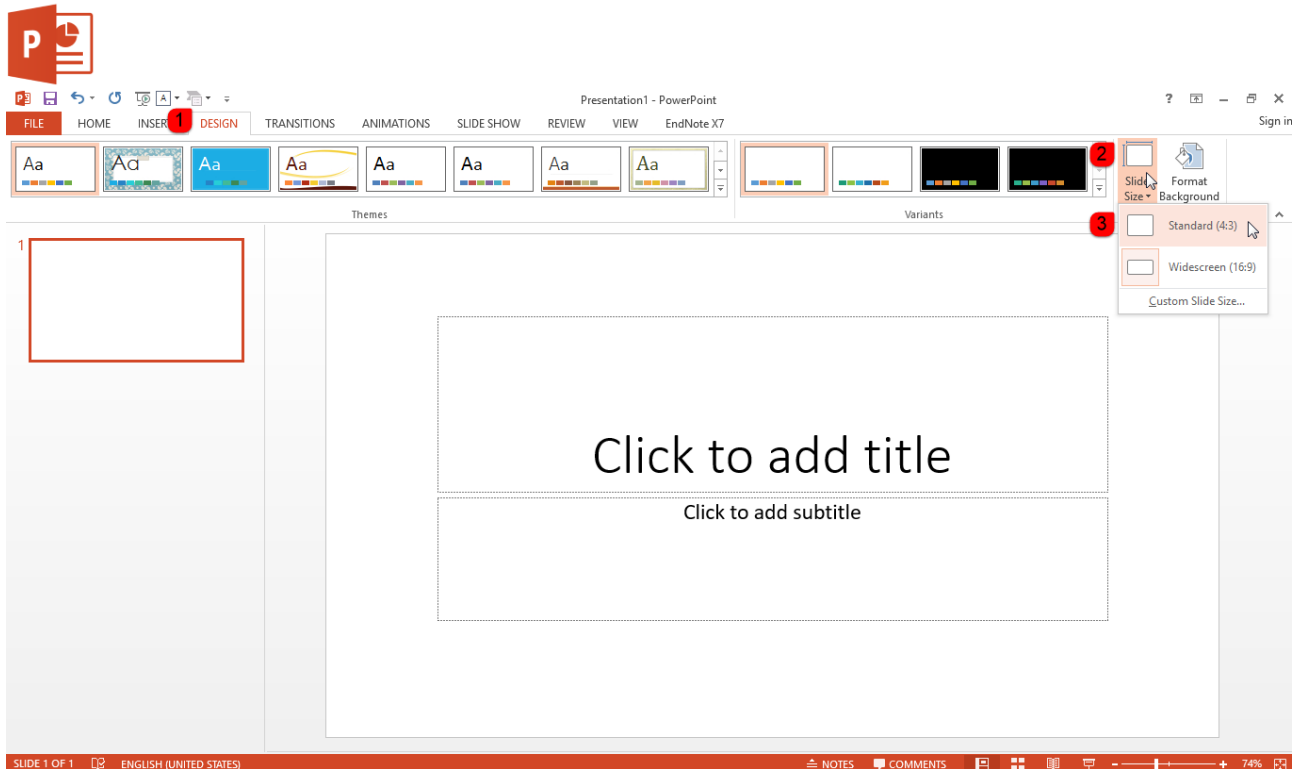 P
Presentation1 - PowerPoint
?
FILE HOME INSERT 1 DESIGN TRANSITIONS ANIMATIONS SLIDE SHOW REVIEW VIEW EndNote X7 Sign in
Aa Aa Aa Aa Aa Aa Aa Aa
2
Slide Size Format Background
Themes Variants
3 Standard (4:3)
Widescreen (16:9)
Custom Slide Size...
1
Click to add title
Click to add subtitle
SLIDE 1 OF 1 ENGLISH (UNITED STATES) NOTES COMMENTS 74%